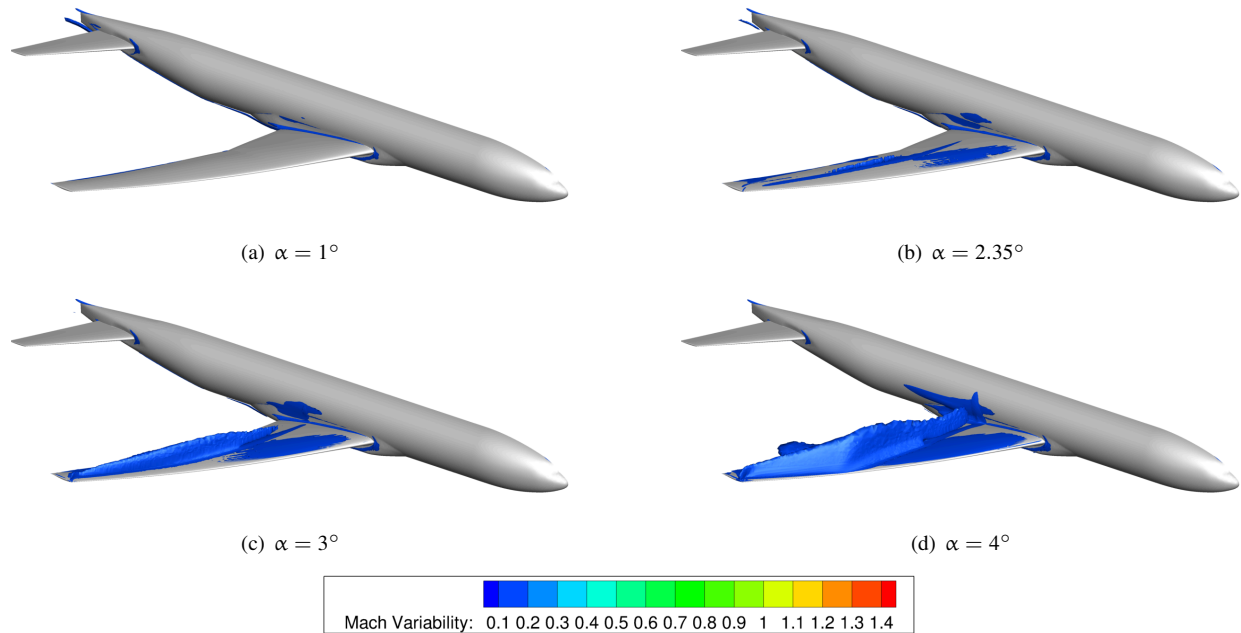 (a) α = 1°
(b) α = 2.35°
(c) α = 3°
(d) α = 4°
Mach Variability: 0.1 0.2 0.3 0.4 0.5 0.6 0.7 0.8 0.9 1 1.1 1.2 1.3 1.4